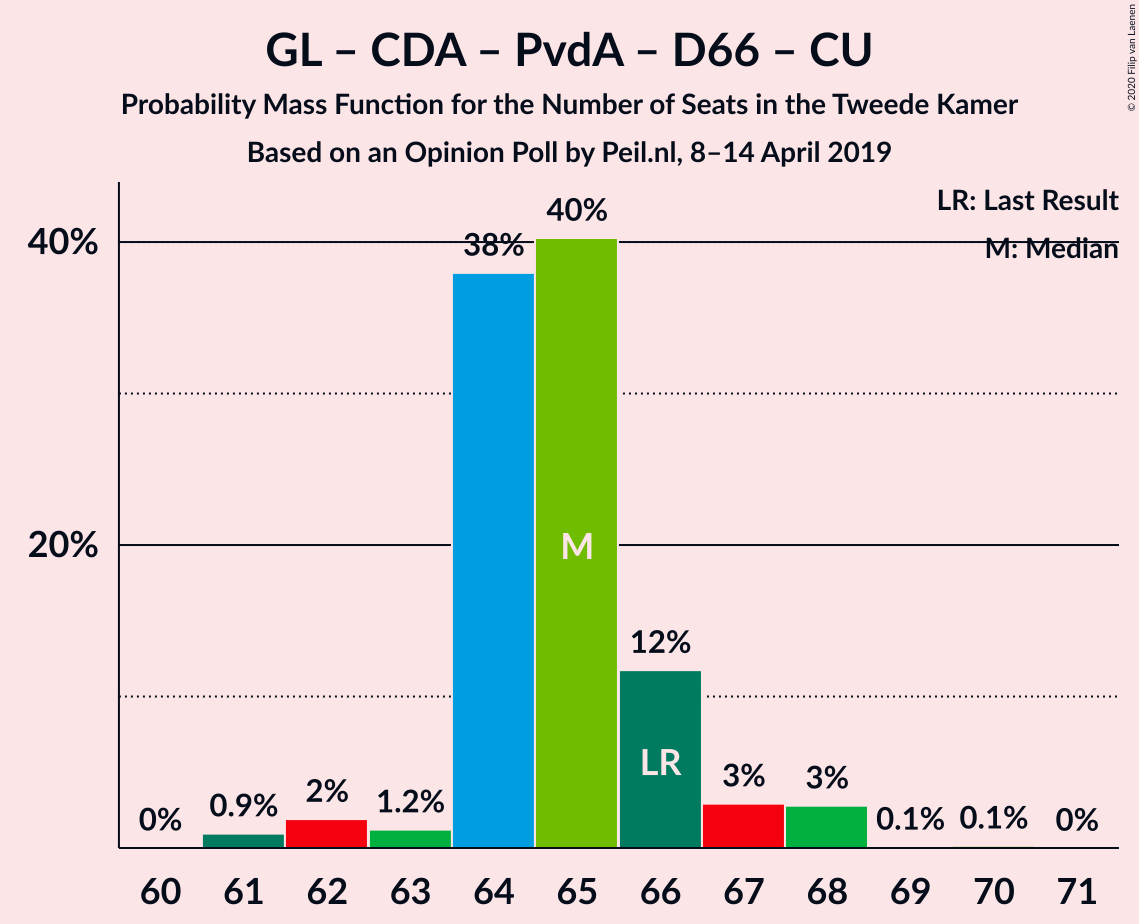 GL – CDA – PvdA – D66 – CU
Probability Mass Function for the Number of Seats in the Tweede Kamer
Based on an Opinion Poll by Peil.nl, 8–14 April 2019
© 2020 Filip van Laenen
LR: Last Result
M: Median
40%
20%
0%
0.9%
2%
1.2%
38%
40%
12%
3%
3%
0.1%
0.1%
0%
M
LR
60 61 62 63 64 65 66 67 68 69 70 71